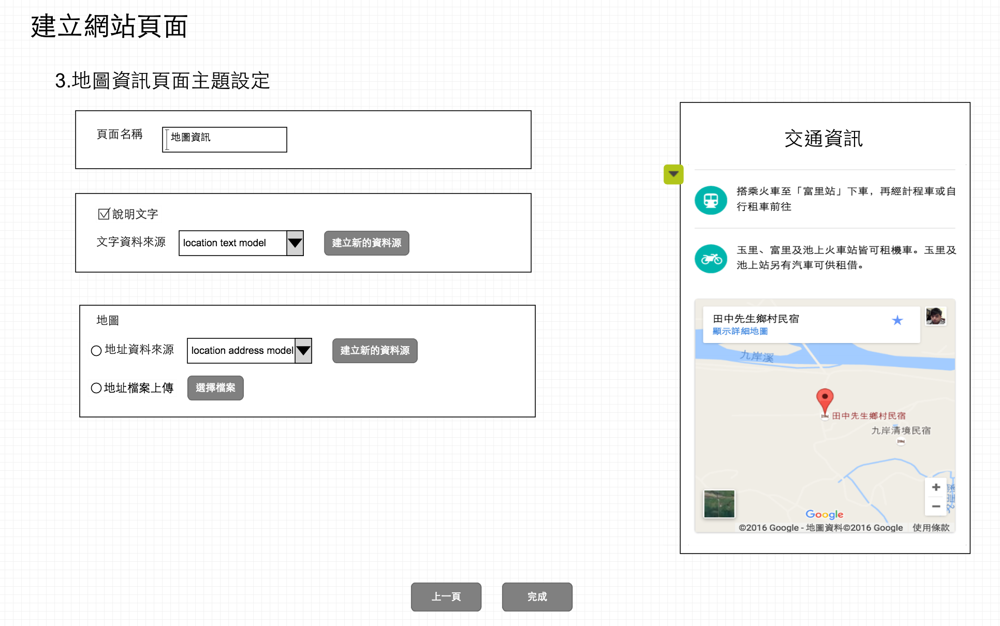 建立網站頁面
3.地圖資訊頁面主題設定
頁面名稱
地圖資訊
說明文字
文字資料來源
location text model
建立新的資料源
地圖
地址資料來源
location address model
建立新的資料源
地址檔案上傳
選擇檔案
上一頁
完成
交通資訊
搭乘火車至「富里站」下車，再經計程車或自
行租車前往
玉里、富里及池上火車站皆可租機車。玉里及
池上站另有汽車可供租借。
田中先生鄉村民宿
顯示詳細地圖
九岸溪
田中先生鄉村民宿
九岸清境民宿
Google
©2016 Google - 地圖資料©2016 Google 使用條款